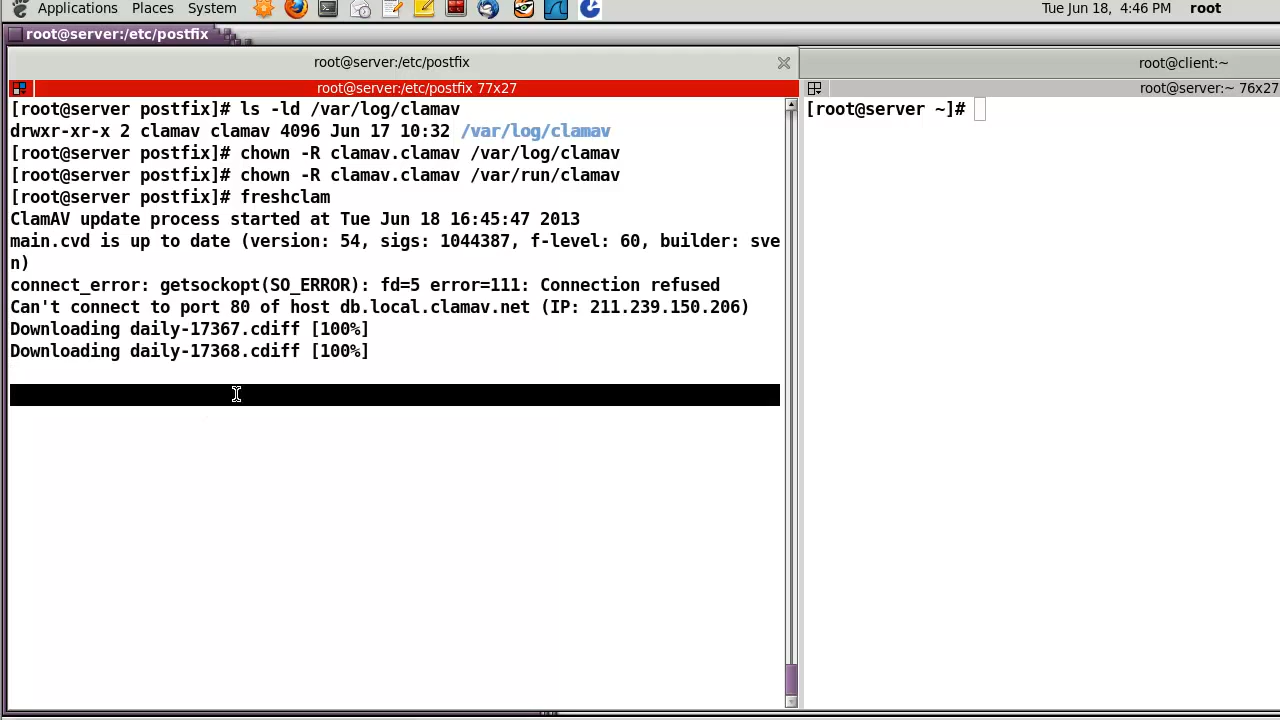 Applications Places System
Tue Jun 18, 4:46 PM root
root@server:/etc/postfix
root@server:/etc/postfix
root@server:/etc/postfix 77x27
[root@server postfix]# ls -ld /var/log/clamav
drwxr-xr-x 2 clamav clamav 4096 Jun 17 10:32 /var/log/clamav
[root@server postfix]# chown -R clamav.clamav /var/log/clamav
[root@server postfix]# chown -R clamav.clamav /var/run/clamav
[root@server postfix]# freshclam
ClamAV update process started at Tue Jun 18 16:45:47 2013
main.cvd is up to date (version: 54, sigs: 1044387, f-level: 60, builder: sve
n)
connect_error: getsockopt(SO_ERROR): fd=5 error=111: Connection refused
Can't connect to port 80 of host db.local.clamav.net (IP: 211.239.150.206)
Downloading daily-17367.cdiff [100%]
Downloading daily-17368.cdiff [100%]
root@client:~
root@server:~ 76x27
[root@server ~]#